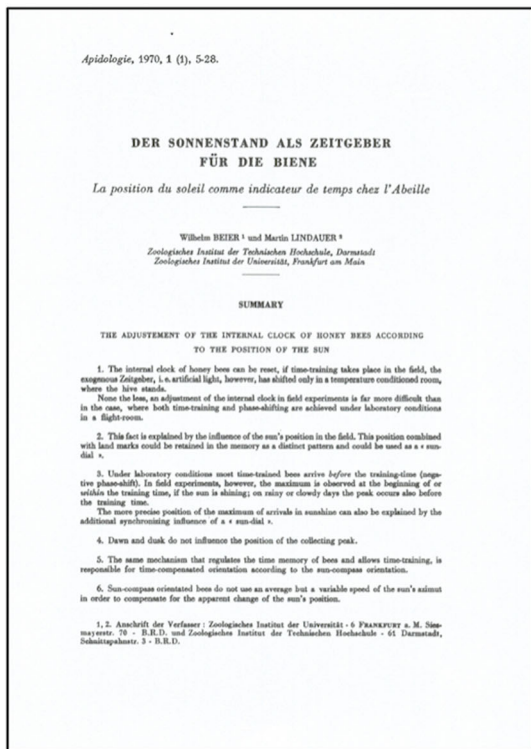 Apidologie, 1970, 1 (1), 5-28.
DER SONNENSTAND ALS ZEITGEBER
FÜR DIE BIENE
La position du soleil comme indicateur de temps chez l'Abeille
Wilhelm BEIER ¹ und Martin LINDAUER ²
Zoologisches Institut der Technischen Hochschule, Darmstadt
Zoologisches Institut der Universität, Frankfurt am Main
SUMMARY
THE ADJUSTEMENT OF THE INTERNAL CLOCK OF HONEY BEES ACCORDING
TO THE POSITION OF THE SUN
1. The internal clock of honey bees can be reset, if time-training takes place in the field, the
exogenous Zeitgeber, i. e. artificial light, however, has shifted only in a temperature conditioned room,
where the hive stands.
None the less, an adjustment of the internal clock in field experiments is far more difficult than
in the case, where both time-training and phase-shifting are achieved under laboratory conditions
in a flight-room.
2. This fact is explained by the influence of the sun's position in the field. This position combined
with land marks could be retained in the memory as a distinct pattern and could be used as a « sun-
dial ».
3. Under laboratory conditions most time-trained bees arrive before the training-time (nega-
tive phase-shift). In field experiments, however, the maximum is observed at the beginning of or
within the training time, if the sun is shining; on rainy or clowdy days the peak occurs also before
the training time.
The more precise position of the maximum of arrivals in sunshine can also be explained by the
additional synchronising influence of a « sun-dial ».
4. Dawn and dusk do not influence the position of the collecting peak.
5. The same mechanism that regulates the time memory of bees and allows time-training, is
responsible for time-compensated orientation according to the sun-compass orientation.
6. Sun-compass orientated bees do not use an average but a variable speed of the sun's azimut
in order to compensate for the apparent change of the sun's position.
1, 2. Anschrift der Verfasser : Zoologisches Institut der Universität - 6 FRANKFURT a. M. Sies-
mayerstr. 70 - B.R.D. und Zoologisches Institut der Technischen Hochschule - 61 Darmstadt,
Schnittspahnstr. 3 - B.R.D.